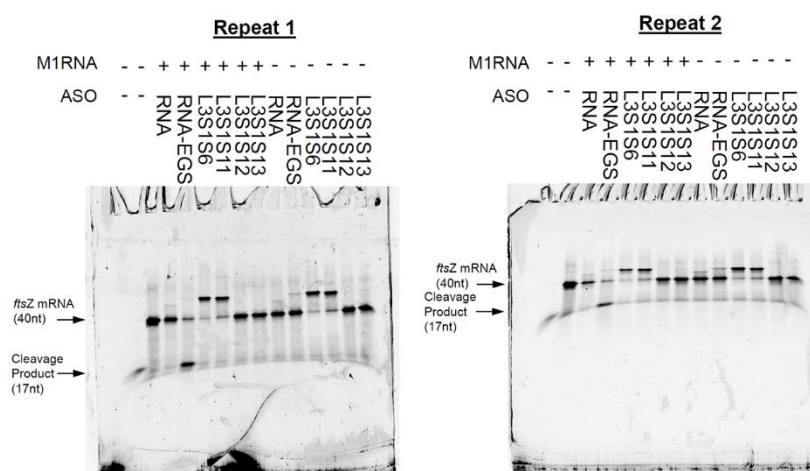 Repeat 1
M1RNA - - + + + + + + - - - - - -
ASO - - RNA RNA-EGS L3S1S6 L3S1S11 L3S1S12 L3S1S13 RNA RNA-EGS L3S1S6 L3S1S11 L3S1S12 L3S1S13
ftsZ mRNA
(40nt)
Cleavage
Product
(17nt)
Repeat 2
M1RNA - - + + + + + + - - - - - -
ASO - - RNA RNA-EGS L3S1S6 L3S1S11 L3S1S12 L3S1S13 RNA RNA-EGS L3S1S6 L3S1S11 L3S1S12 L3S1S13
ftsZ mRNA
(40nt)
Cleavage
Product
(17nt)